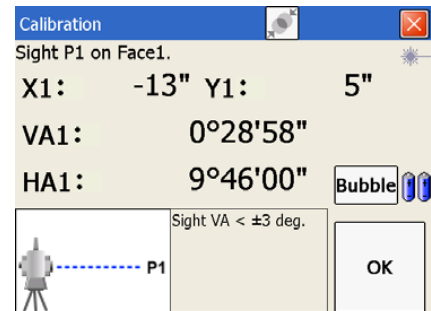 Calibration
Sight P1 on Face1.
X1: -13" Y1: 5"
VA1: 0°28'58"
HA1: 9°46'00"
Bubble
Sight VA < ±3 deg.
P1
OK